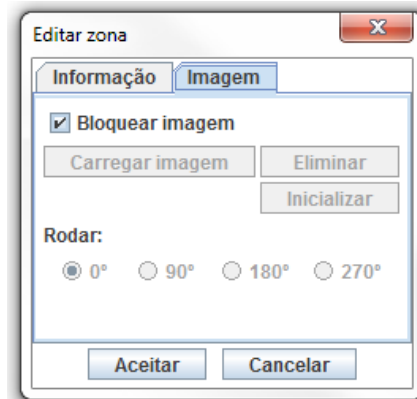 Editar zona
Informação Imagem
Bloquear imagem
Carregar imagem Eliminar
Inicializar
Rodar:
0° 90° 180° 270°
Aceitar Cancelar